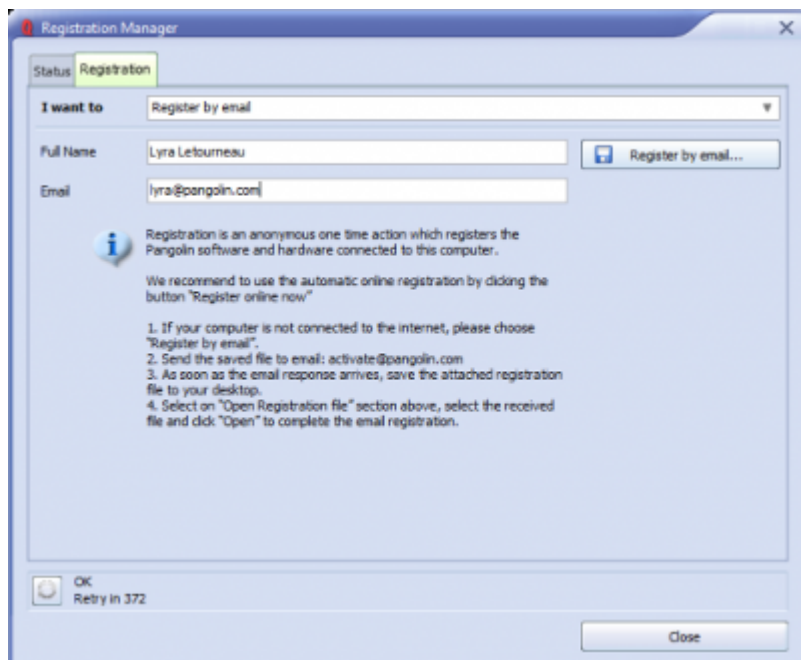 Registration Manager
Status Registration
I want to Register by email
Full Name Lyra Letourneau Register by email...
Email lyra@pangolin.com
Registration is an anonymous one time action which registers the
Pangolin software and hardware connected to this computer.
We recommend to use the automatic online registration by clicking the
button "Register online now"
1. If your computer is not connected to the internet, please choose
"Register by email".
2. Send the saved file to email: activate@pangolin.com
3. As soon as the email response arrives, save the attached registration
file to your desktop.
4. Select on "Open Registration file" section above, select the received
file and click "Open" to complete the email registration.
OK
Retry in 372
Close